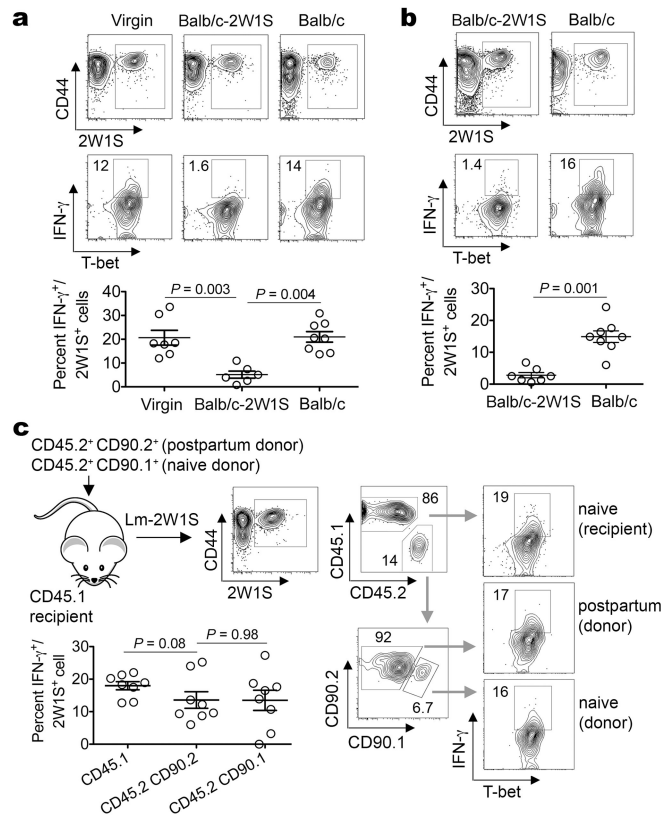 a
Virgin Balb/c-2W1S Balb/c
CD44
2W1S
12 1.6 14
IFN-γ
T-bet
P = 0.003 P = 0.004
Percent IFN-γ+/
2W1S+ cells
40
30
20
10
0
Virgin Balb/c-2W1S Balb/c
b
Balb/c-2W1S Balb/c
CD44
2W1S
1.4 16
IFN-γ
T-bet
P = 0.001
Percent IFN-γ+/
2W1S+ cells
30
20
10
0
Balb/c-2W1S Balb/c
c
CD45.2+ CD90.2+ (postpartum donor)
CD45.2+ CD90.1+ (naive donor)
Lm-2W1S
CD45.1
recipient
CD44
2W1S
86
14
CD45.1
CD45.2
19
naive
(recipient)
92
6.7
CD90.2
CD90.1
17
postpartum
(donor)
16
naive
(donor)
IFN-γ
T-bet
P = 0.08 P = 0.98
Percent IFN-γ+/
2W1S+ cell
30
20
10
0
CD45.1
CD45.2 CD90.2
CD45.2 CD90.1